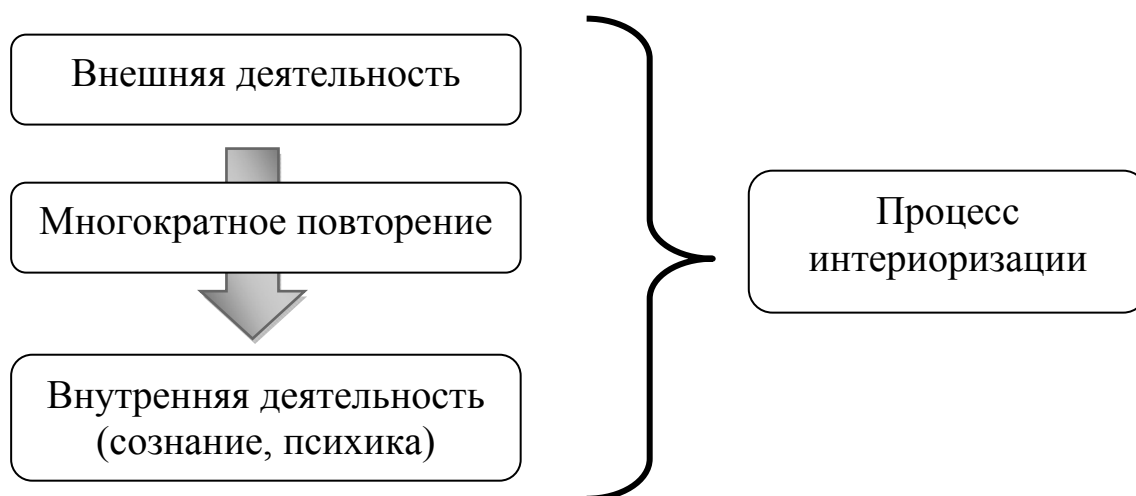 Внешняя деятельность
Многократное повторение
Внутренняя деятельность
(сознание, психика)
Процесс
интериоризации